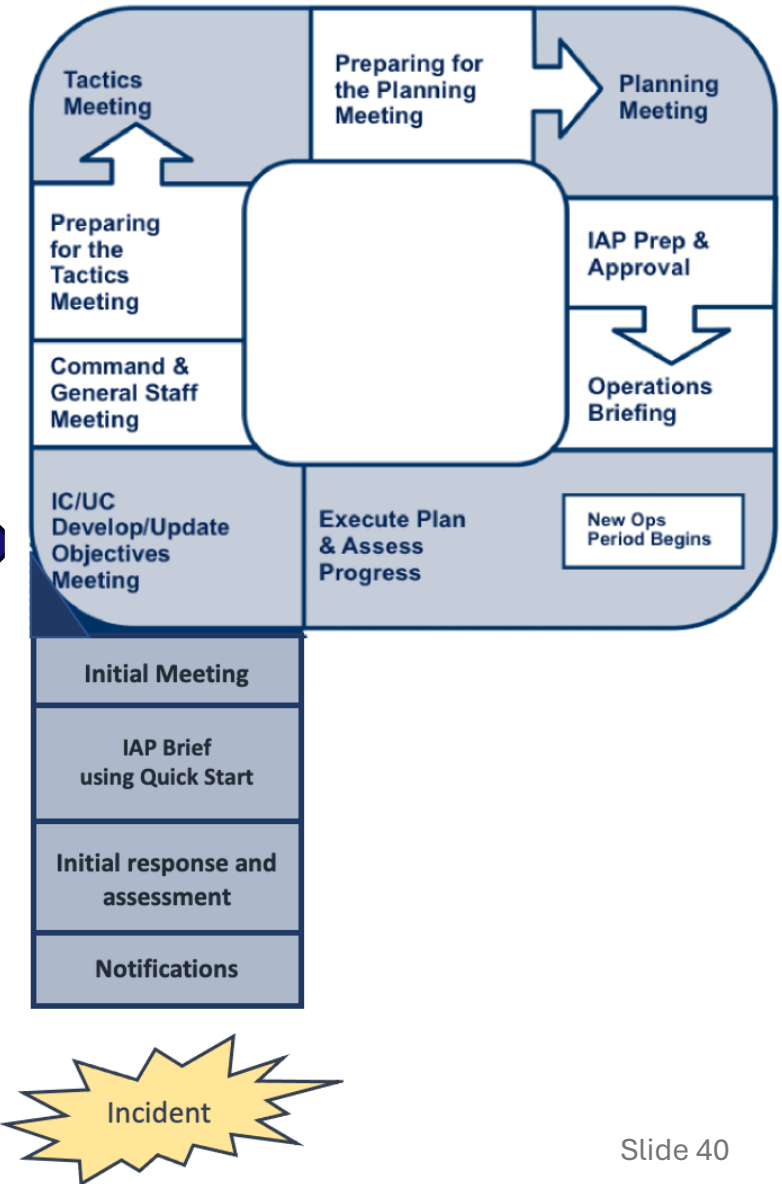 Tactics
Meeting
Preparing for
the Planning
Meeting
Planning
Meeting
Preparing
for the
Tactics
Meeting
IAP Prep &
Approval
Command &
General Staff
Meeting
Operations
Briefing
IC/UC
Develop/Update
Objectives
Meeting
Execute Plan
& Assess
Progress
New Ops
Period Begins
Initial Meeting
IAP Brief
using Quick Start
Initial response and
assessment
Notifications
Incident
Slide 40